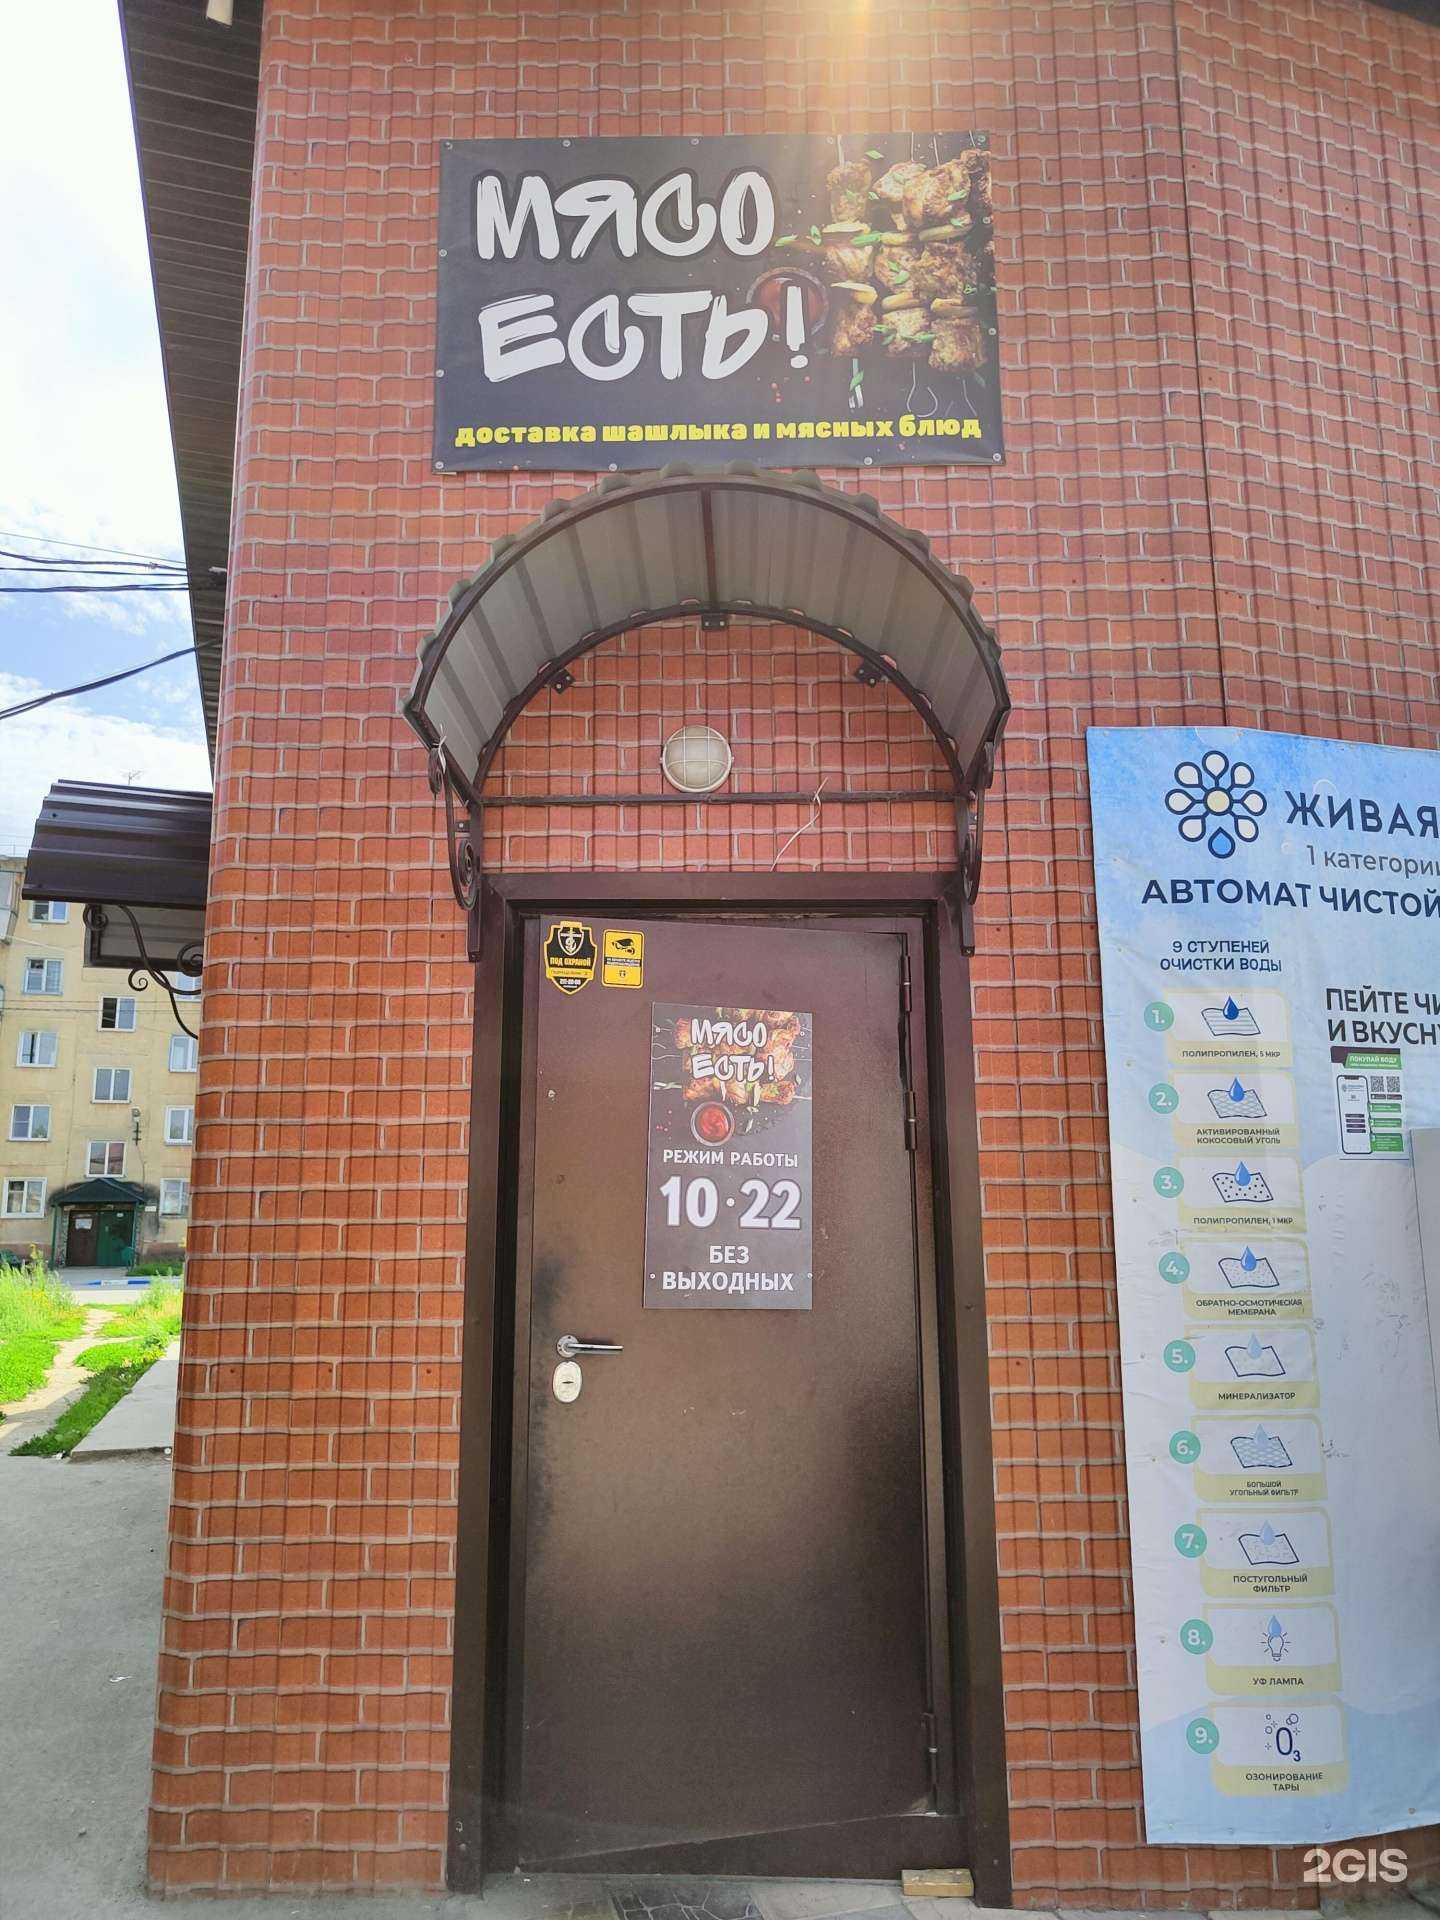 МЯСО
ЕСТЬ!
доставка шашлыка и мясных блюд
ПОД ОХРАНОЙ
МЯСО
ЕСТЬ!
РЕЖИМ РАБОТЫ
10·22
БЕЗ
ВЫХОДНЫХ
ЖИВАЯ
1 категории
АВТОМАТ ЧИСТОЙ
9 СТУПЕНЕЙ
ОЧИСТКИ ВОДЫ
ПЕЙТЕ ЧИ
И ВКУСН
ПОКУПАЙ ВОДУ
1.
ПОЛИПРОПИЛЕН, 5 МКР
2.
АКТИВИРОВАННЫЙ
КОКОСОВЫЙ УГОЛЬ
3.
ПОЛИПРОПИЛЕН, 1 МКР
4.
ОБРАТНО-ОСМОТИЧЕСКАЯ
МЕМБРАНА
5.
МИНЕРАЛИЗАТОР
6.
БОЛЬШОЙ
УГОЛЬНЫЙ ФИЛЬТР
7.
ПОСТУГОЛЬНЫЙ
ФИЛЬТР
8.
УФ ЛАМПА
9.
O3
ОЗОНИРОВАНИЕ
ТАРЫ
2GIS